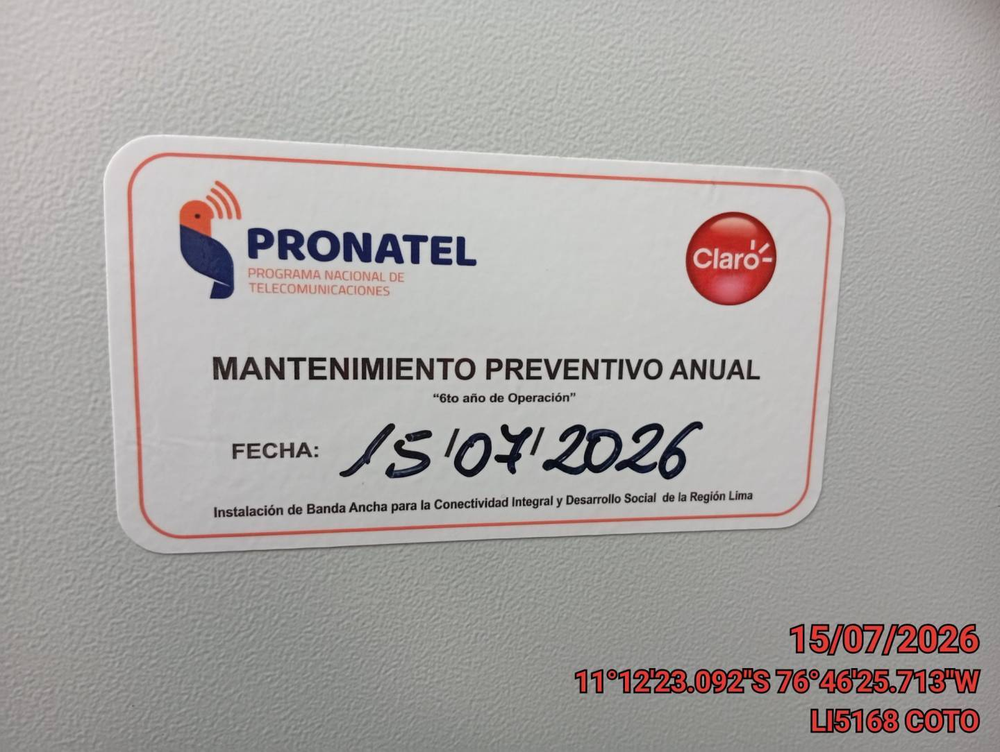 PRONATEL
PROGRAMA NACIONAL DE
TELECOMUNICACIONES
Claro
MANTENIMIENTO PREVENTIVO ANUAL
“6to año de Operación”
FECHA: 15/07/2026
Instalación de Banda Ancha para la Conectividad Integral y Desarrollo Social de la Región Lima
15/07/2026
11°12'23.092"S 76°46'25.713"W
LI5168 COTO